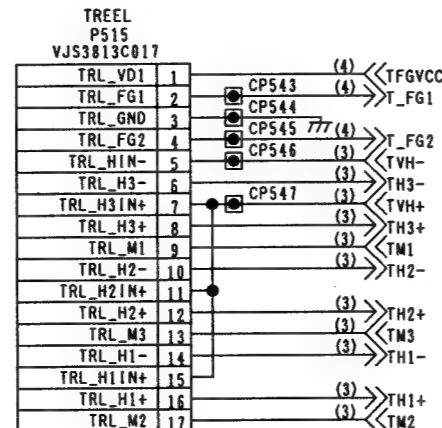 TREEL
P515
VJS3813C017
TRL_VD1 1 (4) TFGVCC
TRL_FG1 2 CP543 (4) T_FG1
TRL_GND 3 CP544
TRL_FG2 4 CP545 (4) T_FG2
TRL_HIN- 5 CP546 (3) TVH-
TRL_H3- 6 (3) TH3-
TRL_H3IN+ 7 CP547 (3) TVH+
TRL_H3+ 8 (3) TH3+
TRL_M1 9 (3) TM1
TRL_H2- 10 (3) TH2-
TRL_H2IN+ 11
TRL_H2+ 12 (3) TH2+
TRL_M3 13 (3) TM3
TRL_H1- 14 (3) TH1-
TRL_H1IN+ 15
TRL_H1+ 16 (3) TH1+
TRL_M2 17 (3) TM2